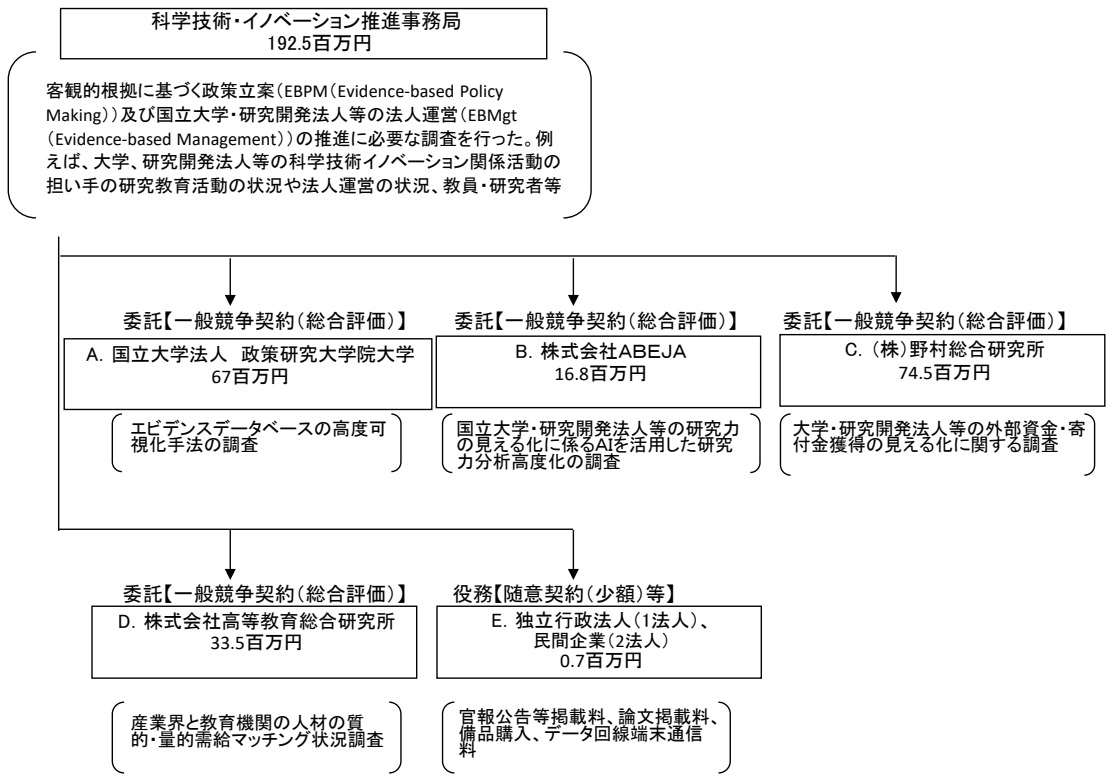 科学技術・イノベーション推進事務局
192.5百万円
客観的根拠に基づく政策立案(EBPM(Evidence-based Policy
Making))及び国立大学・研究開発法人等の法人運営(EBMgt
(Evidence-based Management))の推進に必要な調査を行った。例
えば、大学、研究開発法人等の科学技術イノベーション関係活動の
担い手の研究教育活動の状況や法人運営の状況、教員・研究者等
委託【一般競争契約(総合評価)】
A. 国立大学法人 政策研究大学院大学
67百万円
エビデンスデータベースの高度可
視化手法の調査
委託【一般競争契約(総合評価)】
B. 株式会社ABEJA
16.8百万円
国立大学・研究開発法人等の研究力
の見える化に係るAIを活用した研究
力分析高度化の調査
委託【一般競争契約(総合評価)】
C. (株)野村総合研究所
74.5百万円
大学・研究開発法人等の外部資金・寄
付金獲得の見える化に関する調査
委託【一般競争契約(総合評価)】
D. 株式会社高等教育総合研究所
33.5百万円
産業界と教育機関の人材の質
的・量的需給マッチング状況調査
役務【随意契約(少額)等】
E. 独立行政法人(1法人)、
民間企業(2法人)
0.7百万円
官報公告等掲載料、論文掲載料、
備品購入、データ回線端末通信
料